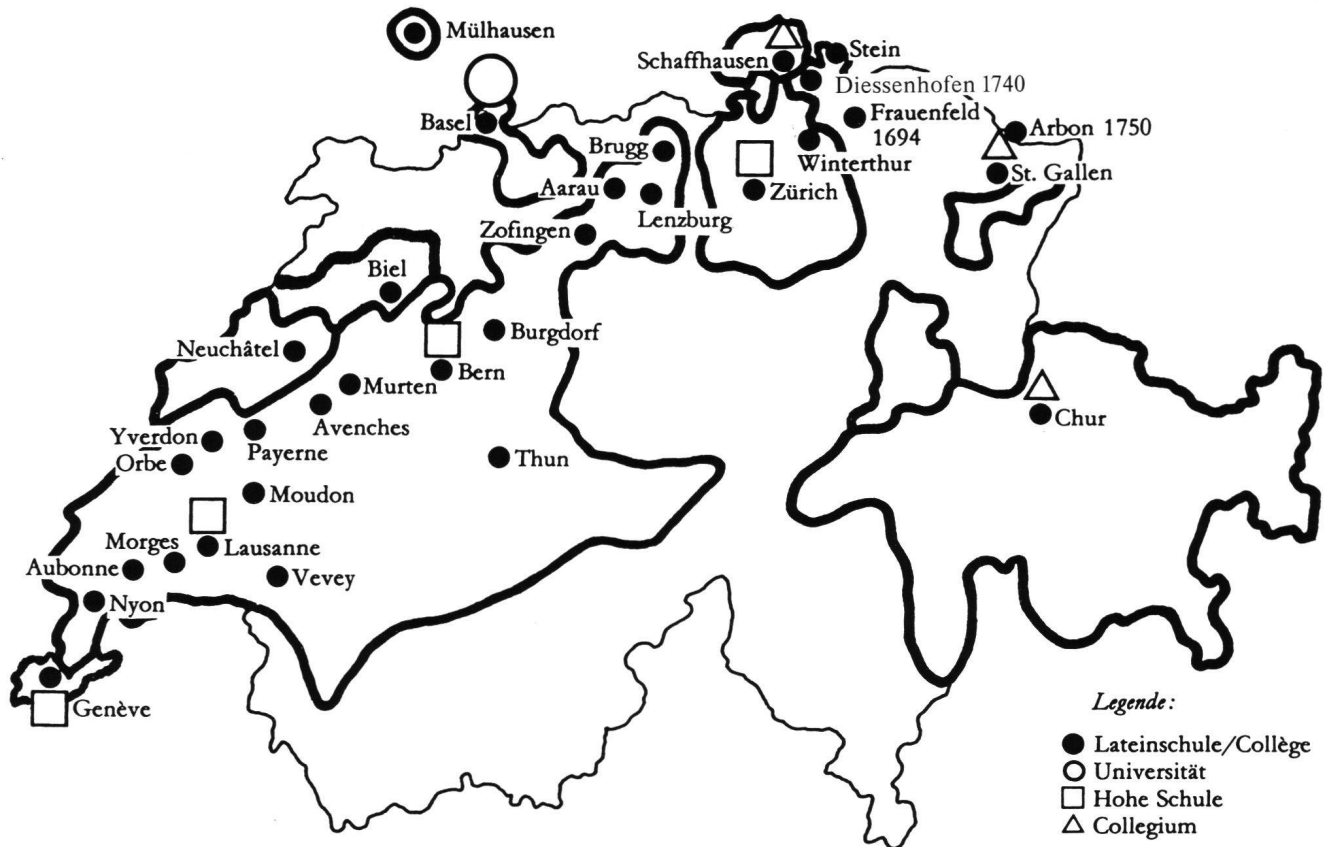 Mülhausen
Schaffhausen
Stein
Diessenhofen 1740
Basel
Frauenfeld
1694
Arbon 1750
Brugg
Winterthur
St. Gallen
Aarau
Zürich
Lenzburg
Zofingen
Biel
Burgdorf
Neuchâtel
Bern
Murten
Avenches
Chur
Yverdon
Payerne
Orbe
Thun
Moudon
Morges
Lausanne
Aubonne
Vevey
Nyon
Genève
Legende:
Lateinschule/Collège
Universität
Hohe Schule
Collegium